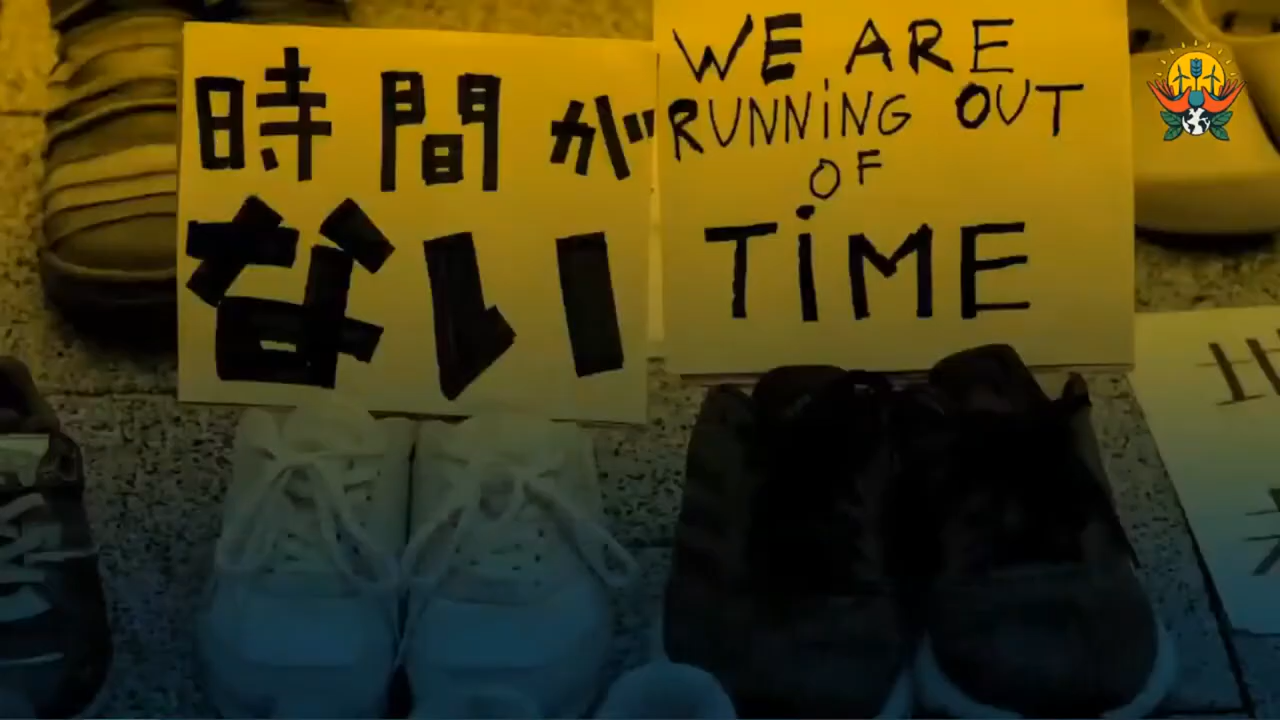 時間が
ない
WE ARE
RUNNING OUT
OF
TIME